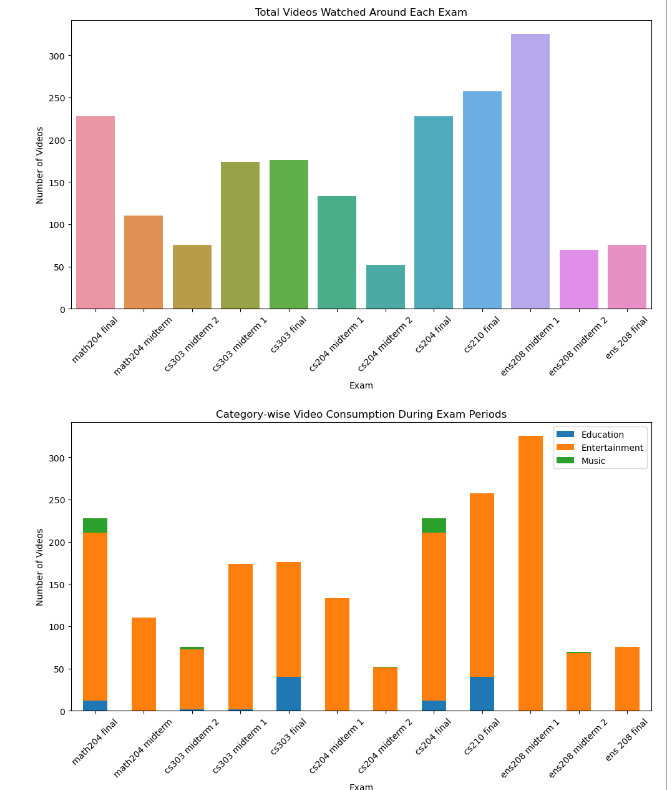 Total Videos Watched Around Each Exam
Number of Videos
300
250
200
150
100
50
0
math204 final
math204 midterm
cs303 midterm 2
cs303 midterm 1
cs303 final
cs204 midterm 1
cs204 midterm 2
cs204 final
cs210 final
ens208 midterm 1
ens208 midterm 2
ens 208 final
Exam
Category-wise Video Consumption During Exam Periods
Education
Entertainment
Music
Number of Videos
300
250
200
150
100
50
0
math204 final
math204 midterm
cs303 midterm 2
cs303 midterm 1
cs303 final
cs204 midterm 1
cs204 midterm 2
cs204 final
cs210 final
ens208 midterm 1
ens208 midterm 2
ens 208 final
Exam